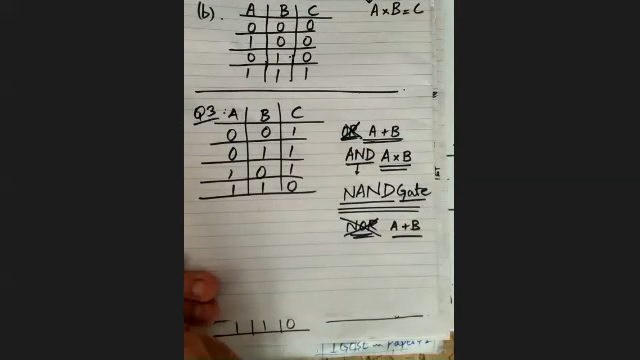 (b). A B C A×B=C
0 0 0
1 0 0
0 1 0
1 1 1
Q3 : A B C
0 0 1
OR A+B
0 1 1
AND A×B
1 0 1
1 1 0
NAND Gate
NOR A+B
1 1 0
IGCSE paper